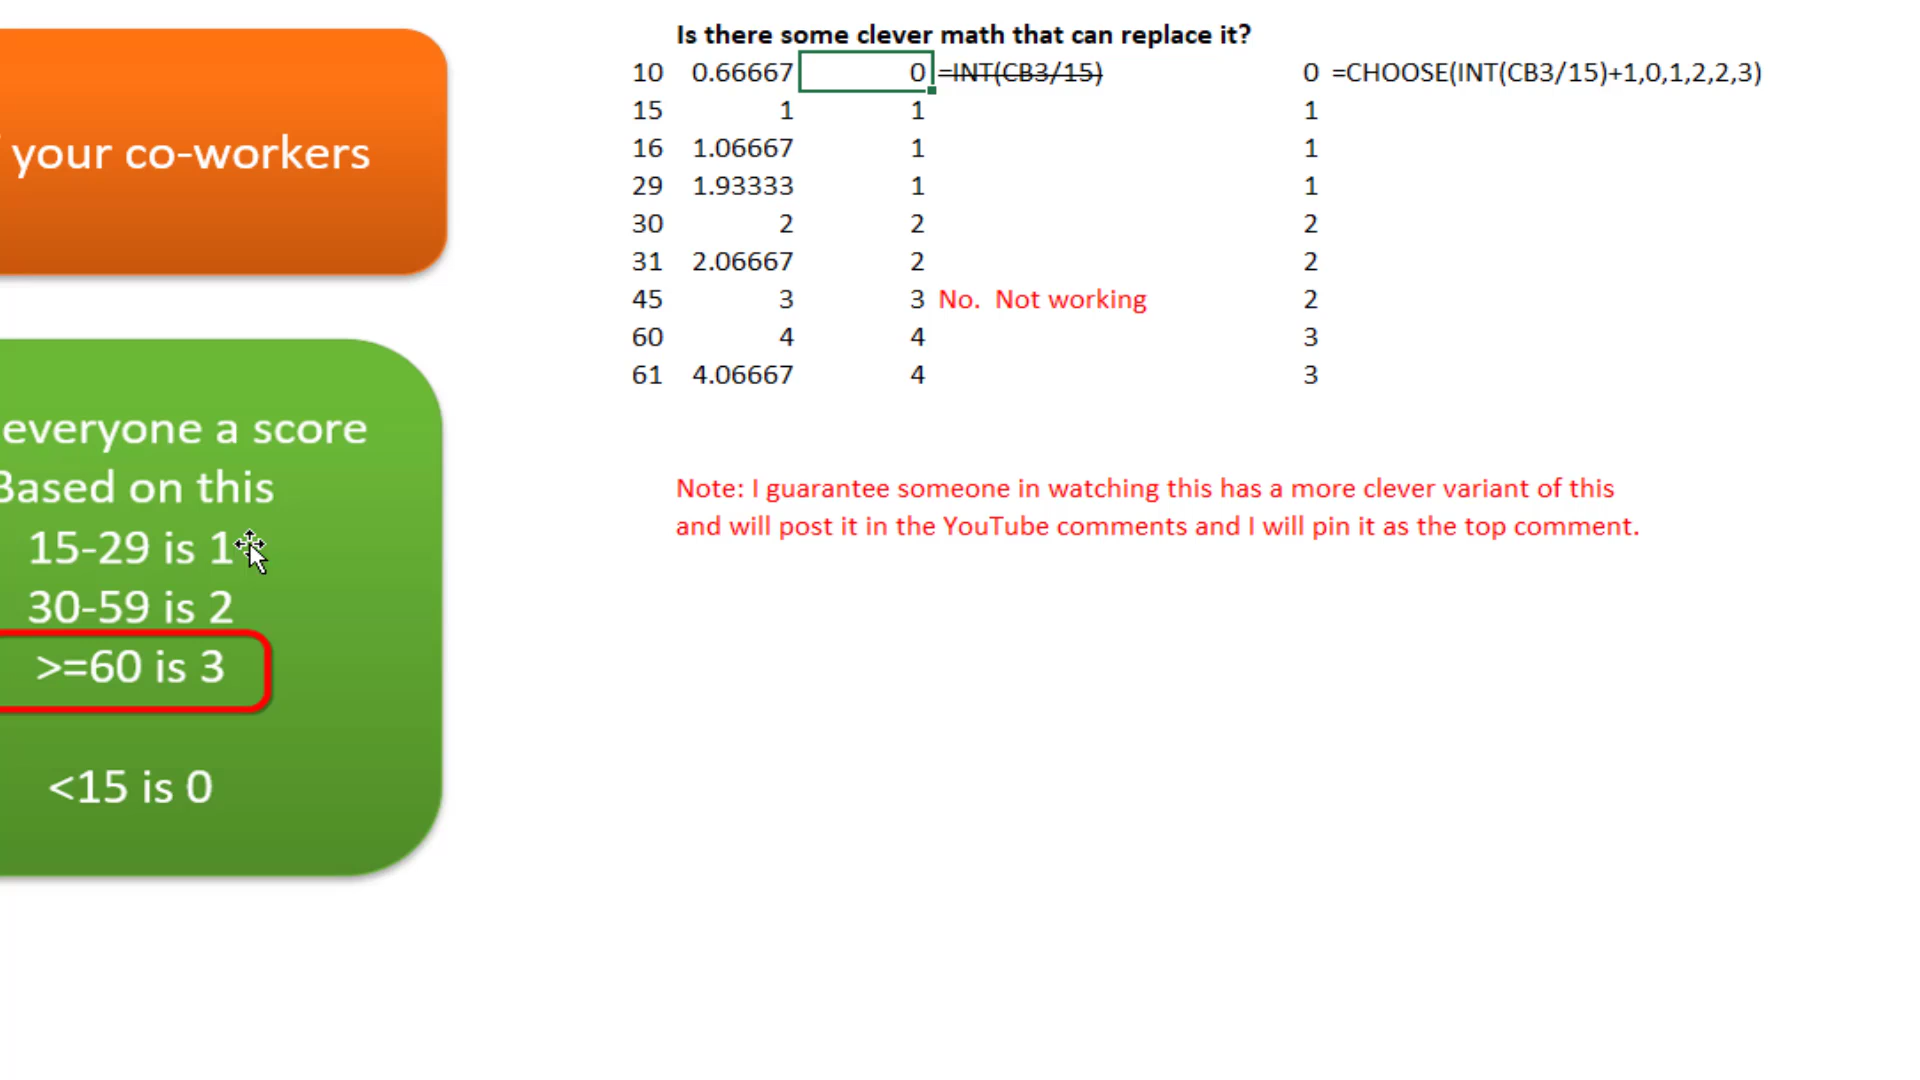 your co-workers
everyone a score
Based on this
15-29 is 1
30-59 is 2
>=60 is 3
<15 is 0
Is there some clever math that can replace it?
10 0.66667 0 =INT(CB3/15) 0 =CHOOSE(INT(CB3/15)+1,0,1,2,2,3)
15 1 1 1
16 1.06667 1 1
29 1.93333 1 1
30 2 2 2
31 2.06667 2 2
45 3 3 No. Not working 2
60 4 4 3
61 4.06667 4 3
Note: I guarantee someone in watching this has a more clever variant of this
and will post it in the YouTube comments and I will pin it as the top comment.